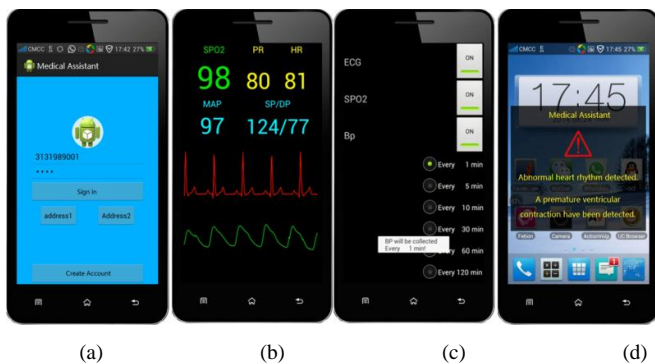 CMCC 17:42 27%
Medical Assistant
3131989001
Sign In
address1 Address2
Create Account
(a)
SPO2 PR HR
98 80 81
MAP SP/DP
97 124/77
(b)
ECG ON
SPO2 ON
Bp ON
Every 1 min
Every 5 min
Every 10 min
Every 30 min
Every 60 min
Every 120 min
BP will be collected
Every 1 min!
(c)
CMCC 17:45 27%
17:45
Medical Assistant
Abnormal heart rhythm detected.
A premature ventricular
contraction have been detected.
Fetion Camera UC Browser
(d)